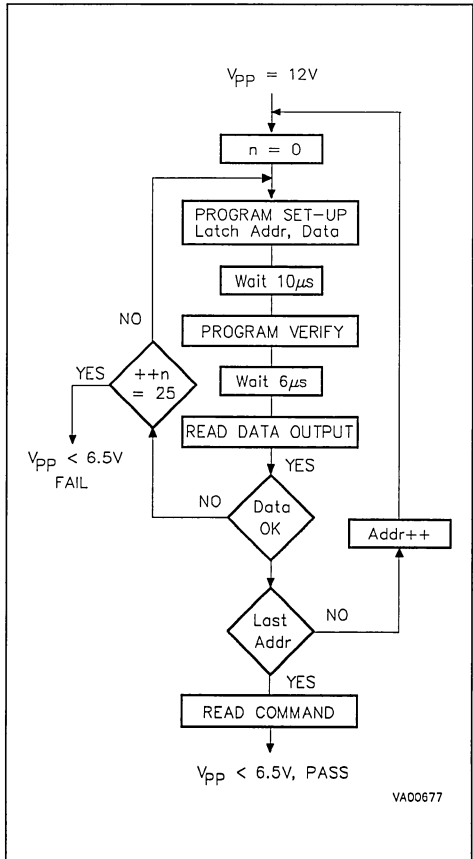 VPP = 12V
n = 0
PROGRAM SET-UP
Latch Addr, Data
Wait 10μs
NO
PROGRAM VERIFY
YES
++n
= 25
Wait 6μs
READ DATA OUTPUT
VPP < 6.5V
FAIL
YES
NO
Data
OK
Addr++
Last
Addr
NO
YES
READ COMMAND
VPP < 6.5V, PASS
VA00677